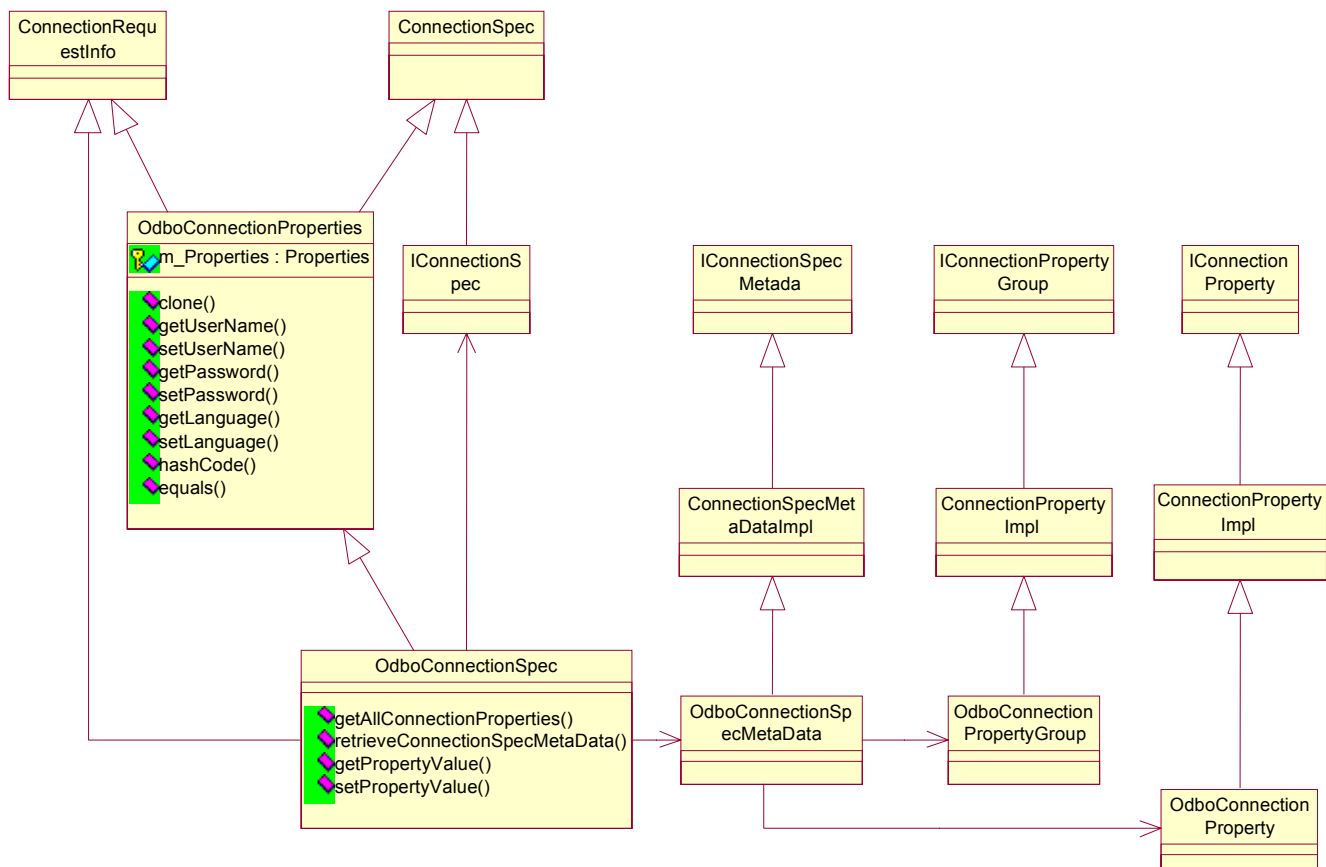 ConnectionRequ
estInfo
ConnectionSpec
OdboConnectionProperties
m_Properties : Properties
clone()
getUserName()
setUserName()
getPassword()
setPassword()
getLanguage()
setLanguage()
hashCode()
equals()
IConnectionS
pec
IConnectionSpec
Metada
IConnectionProperty
Group
IConnection
Property
ConnectionSpecMet
aDataImpl
ConnectionProperty
Impl
ConnectionProperty
Impl
OdboConnectionSpec
getAllConnectionProperties()
retrieveConnectionSpecMetaData()
getPropertyValue()
setPropertyValue()
OdboConnectionSp
ecMetaData
OdboConnection
PropertyGroup
OdboConnection
Property